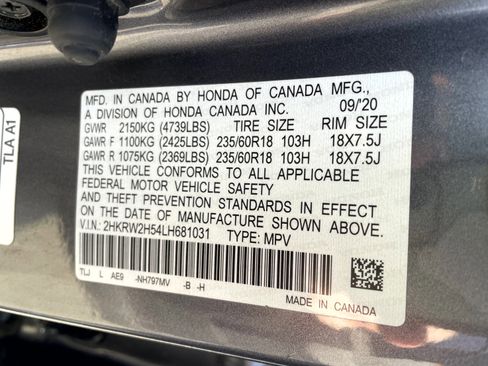 MFD. IN CANADA BY HONDA OF CANADA MFG.,
A DIVISION OF HONDA CANADA INC. 09/'20
GVWR 2150KG (4739LBS) TIRE SIZE RIM SIZE
GAWR F 1100KG (2425LBS) 235/60R18 103H 18X7.5J
GAWR R 1075KG (2369LBS) 235/60R18 103H 18X7.5J
THIS VEHICLE CONFORMS TO ALL APPLICABLE
FEDERAL MOTOR VEHICLE SAFETY
AND THEFT PREVENTION STANDARDS IN EFFECT
ON THE DATE OF MANUFACTURE SHOWN ABOVE.
V.I.N.: 2HKRW2H54LH681031 TYPE: MPV
TLJ L AE9 -NH797MV -B -H
MADE IN CANADA
TLA A1